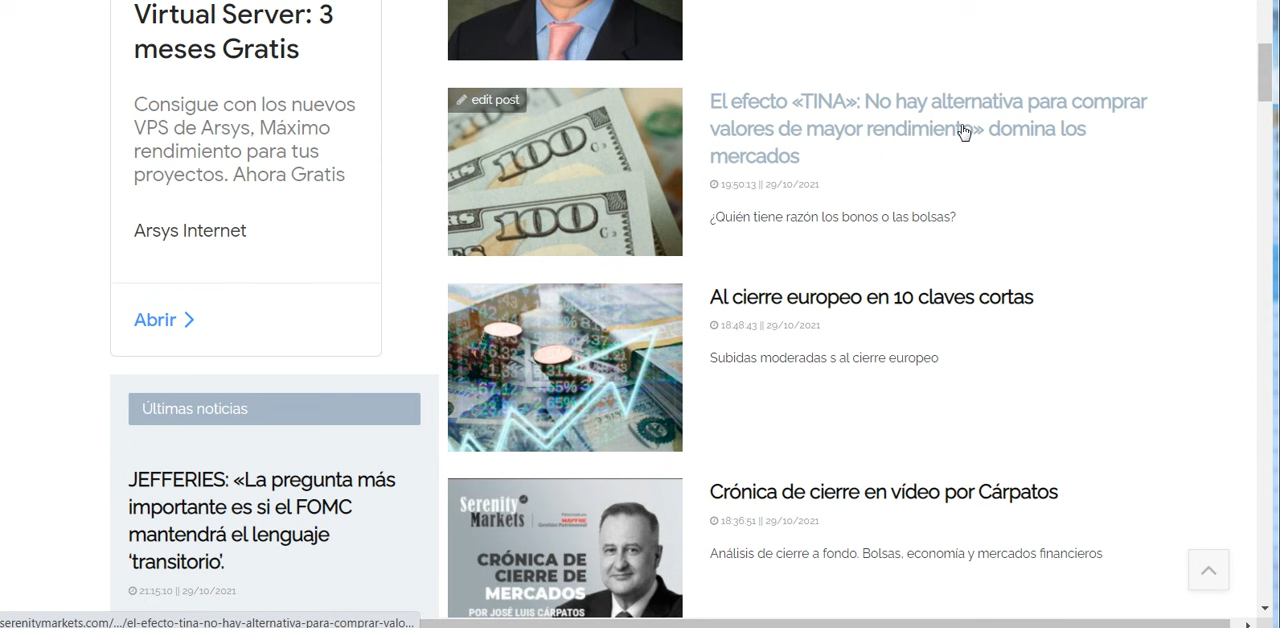 Virtual Server: 3
meses Gratis
Consigue con los nuevos
VPS de Arsys, Máximo
rendimiento para tus
proyectos. Ahora Gratis
Arsys Internet
Abrir
Últimas noticias
JEFFERIES: «La pregunta más
importante es si el FOMC
mantendrá el lenguaje
'transitorio'.
21:15:10 || 29/10/2021
edit post
100
100
El efecto «TINA»: No hay alternativa para comprar
valores de mayor rendimiento» domina los
mercados
19:50:13 || 29/10/2021
¿Quién tiene razón los bonos o las bolsas?
Al cierre europeo en 10 claves cortas
18:48:43 || 29/10/2021
Subidas moderadas s al cierre europeo
Serenity
Markets
CRÓNICA DE
CIERRE DE
MERCADOS
POR JOSÉ LUIS CÁRPATOS
Crónica de cierre en vídeo por Cárpatos
18:36:51 || 29/10/2021
Análisis de cierre a fondo. Bolsas, economía y mercados financieros
serenitymarkets.com/.../el-efecto-tina-no-hay-alternativa-para-comprar-valo...